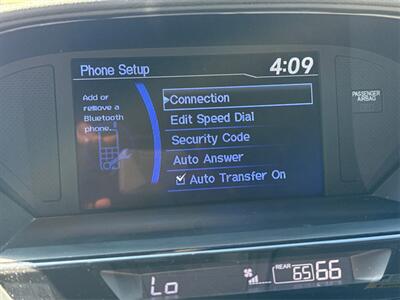 Phone Setup
4:09
Add or
remove a
Bluetooth
phone.
Connection
Edit Speed Dial
Security Code
Auto Answer
Auto Transfer On
PASSENGER
AIRBAG
Lo
REAR 65 66